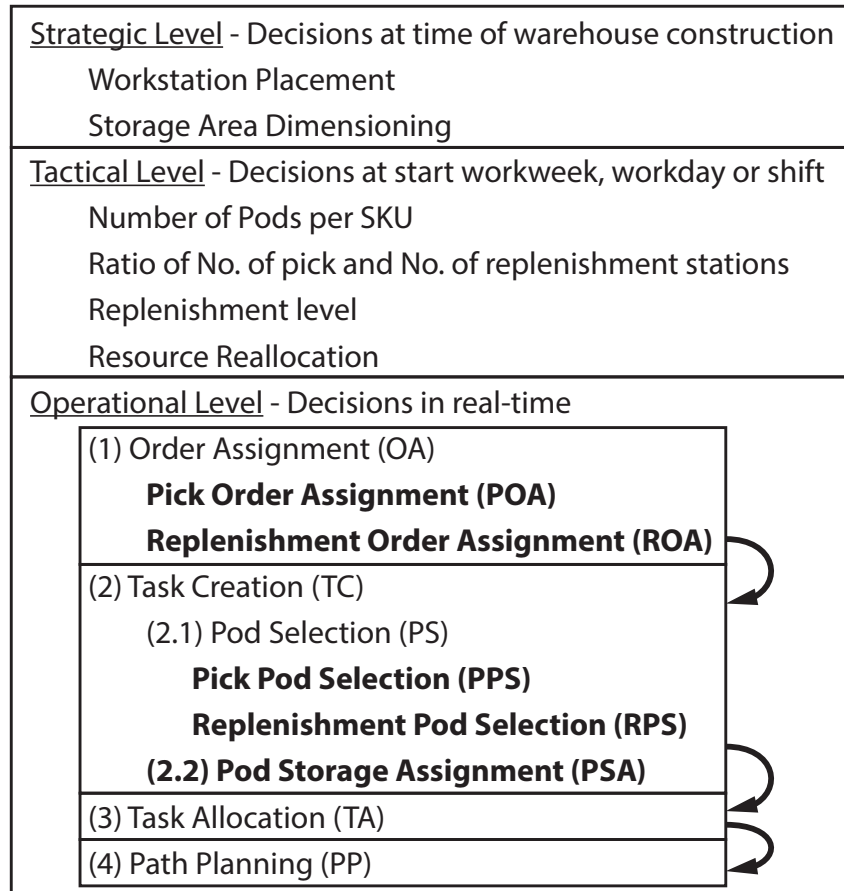 Strategic Level - Decisions at time of warehouse construction
Workstation Placement
Storage Area Dimensioning
Tactical Level - Decisions at start workweek, workday or shift
Number of Pods per SKU
Ratio of No. of pick and No. of replenishment stations
Replenishment level
Resource Reallocation
Operational Level - Decisions in real-time
(1) Order Assignment (OA)
Pick Order Assignment (POA)
Replenishment Order Assignment (ROA)
(2) Task Creation (TC)
(2.1) Pod Selection (PS)
Pick Pod Selection (PPS)
Replenishment Pod Selection (RPS)
(2.2) Pod Storage Assignment (PSA)
(3) Task Allocation (TA)
(4) Path Planning (PP)